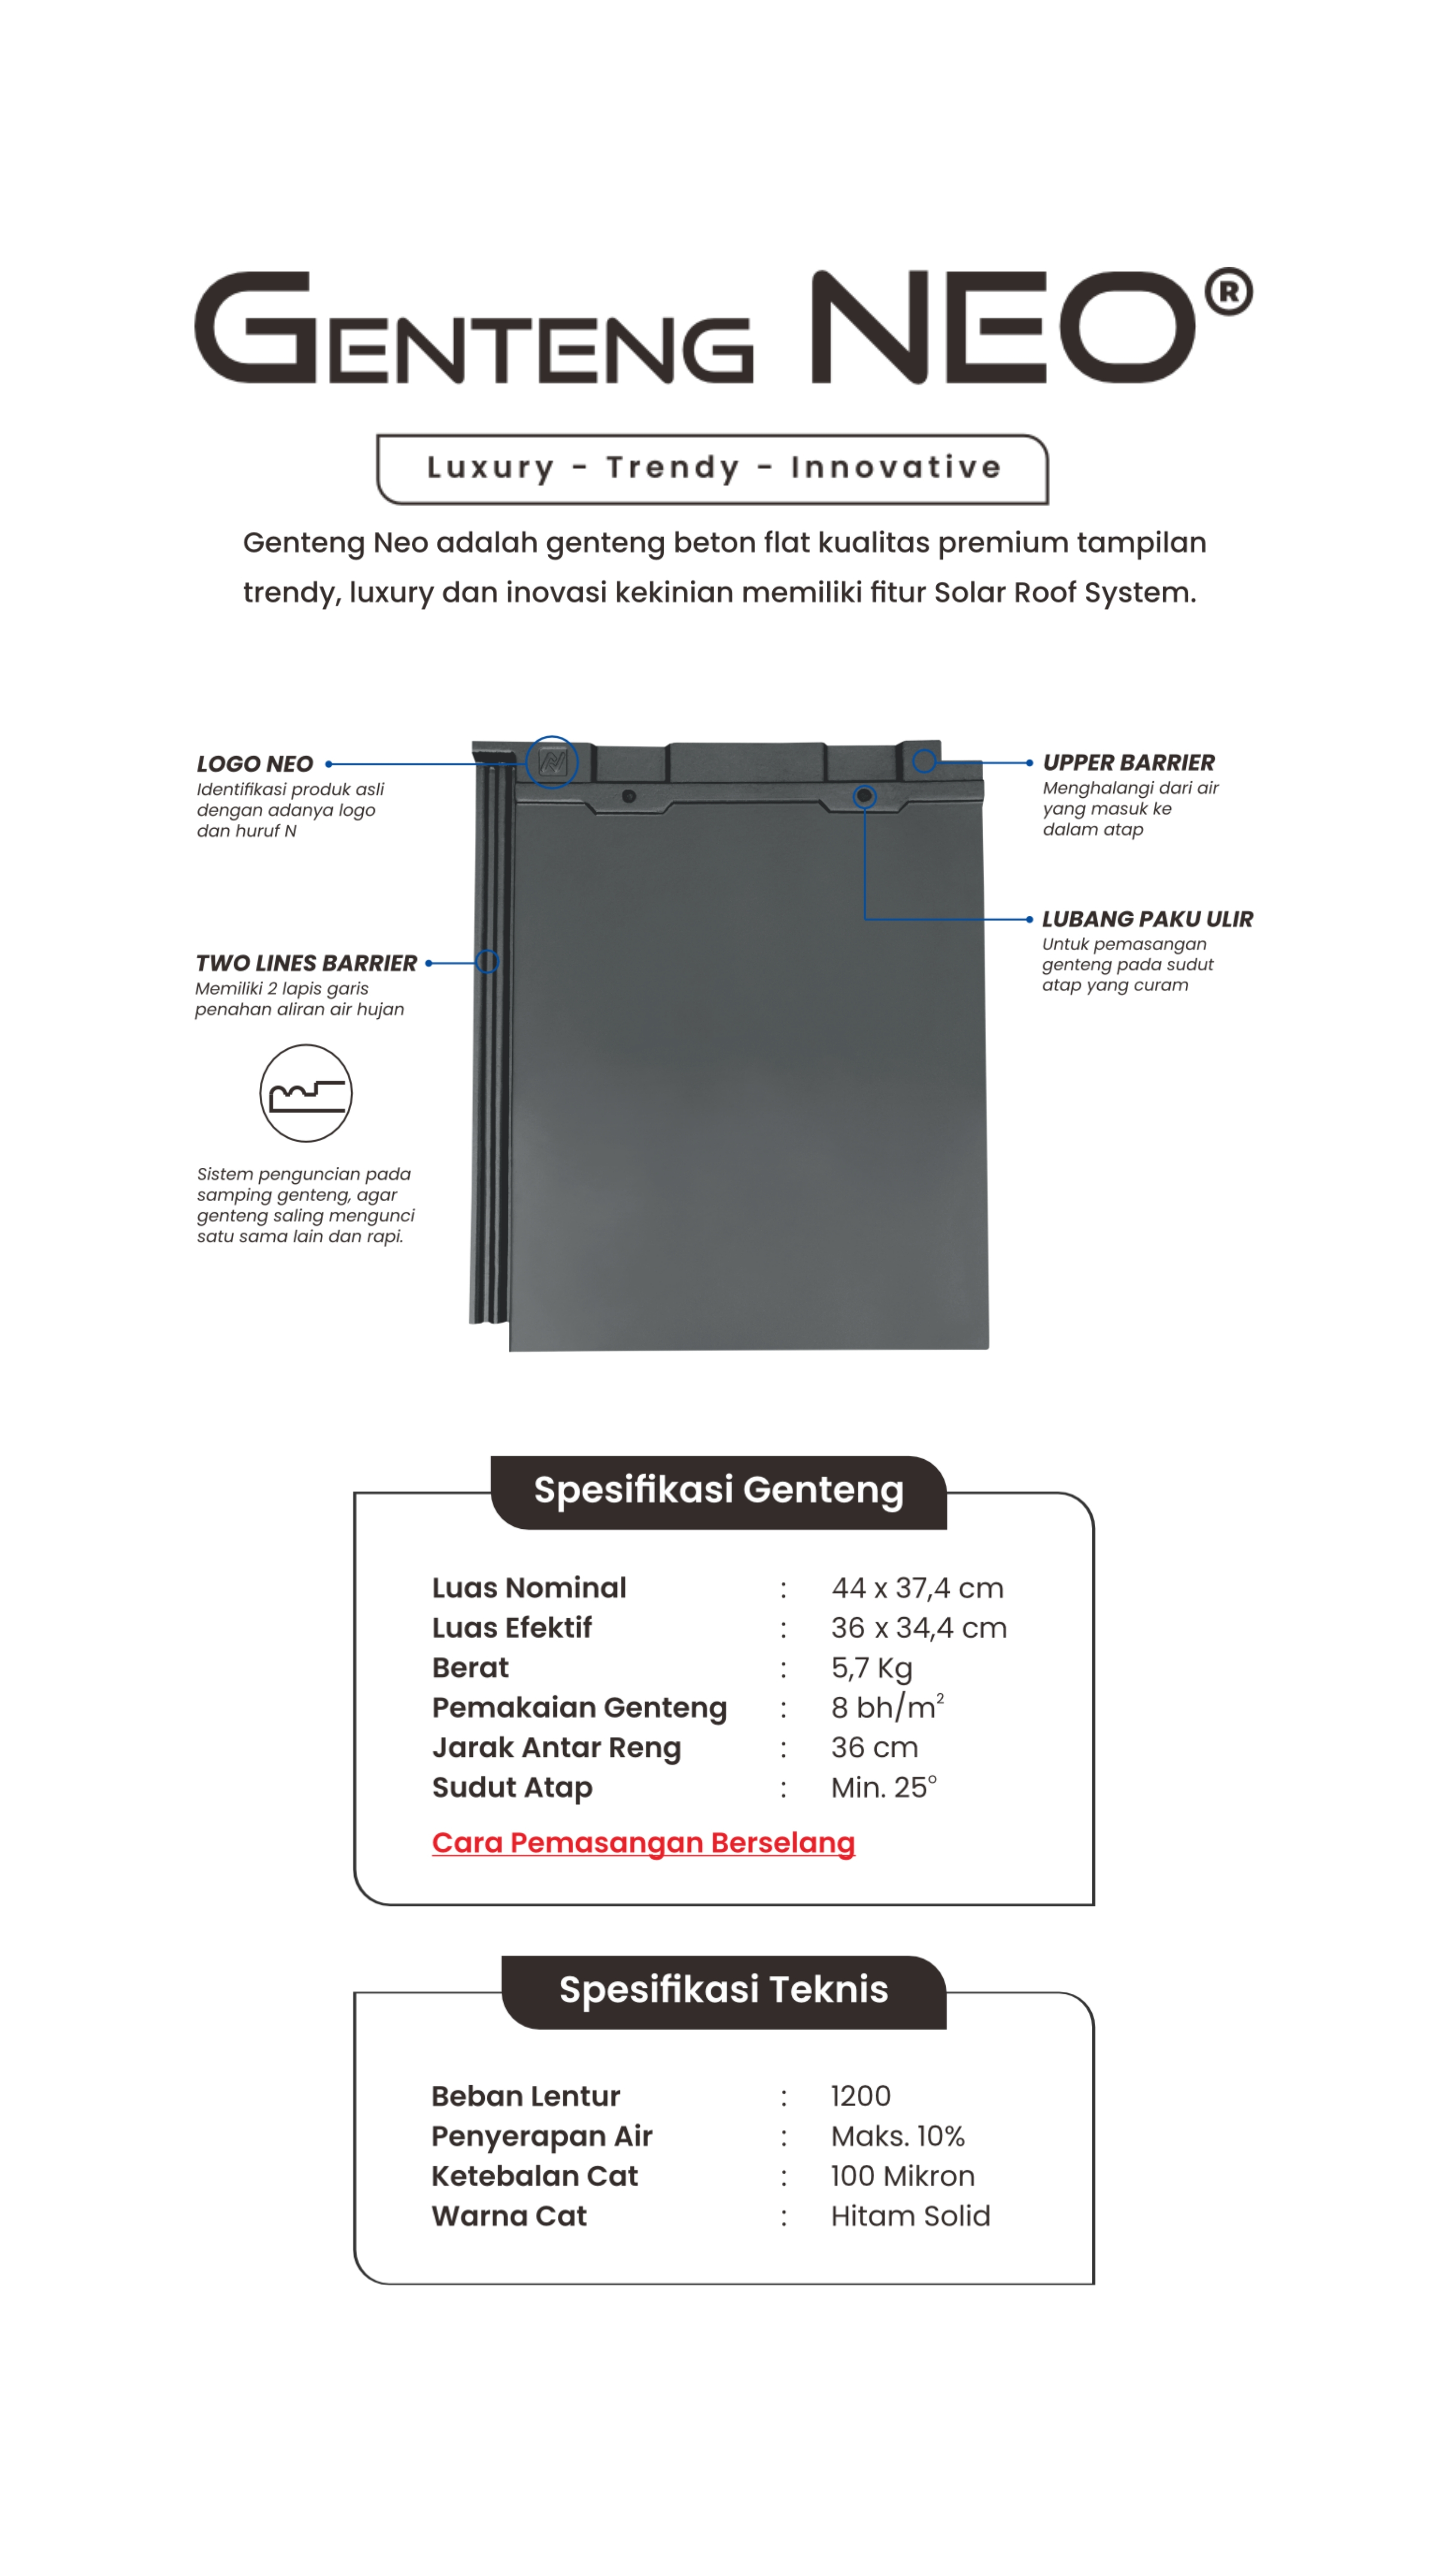 GENTENG NEO®
Luxury - Trendy - Innovative
Genteng Neo adalah genteng beton flat kualitas premium tampilan
trendy, luxury dan inovasi kekinian memiliki fitur Solar Roof System.
LOGO NEO
Identifikasi produk asli
dengan adanya logo
dan huruf N
UPPER BARRIER
Menghalangi dari air
yang masuk ke
dalam atap
LUBANG PAKU ULIR
Untuk pemasangan
genteng pada sudut
atap yang curam
TWO LINES BARRIER
Memiliki 2 lapis garis
penahan aliran air hujan
Sistem penguncian pada
samping genteng, agar
genteng saling mengunci
satu sama lain dan rapi.
Spesifikasi Genteng
Luas Nominal : 44 x 37,4 cm
Luas Efektif : 36 x 34,4 cm
Berat : 5,7 Kg
Pemakaian Genteng : 8 bh/m²
Jarak Antar Reng : 36 cm
Sudut Atap : Min. 25°
Cara Pemasangan Berselang
Spesifikasi Teknis
Beban Lentur : 1200
Penyerapan Air : Maks. 10%
Ketebalan Cat : 100 Mikron
Warna Cat : Hitam Solid